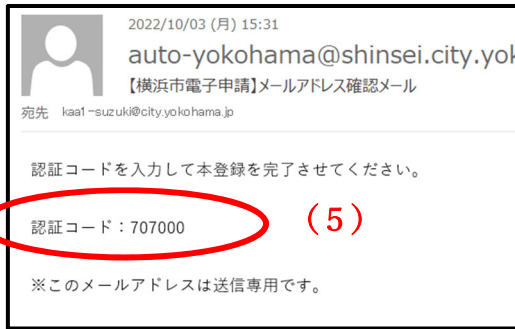 2022/10/03 (月) 15:31
auto-yokohama@shinsei.city.yok
【横浜市電子申請】メールアドレス確認メール
宛先 kaa1-suzuki@city.yokohama.jp
認証コードを入力して本登録を完了させてください。
認証コード：707000
（5）
※このメールアドレスは送信専用です。